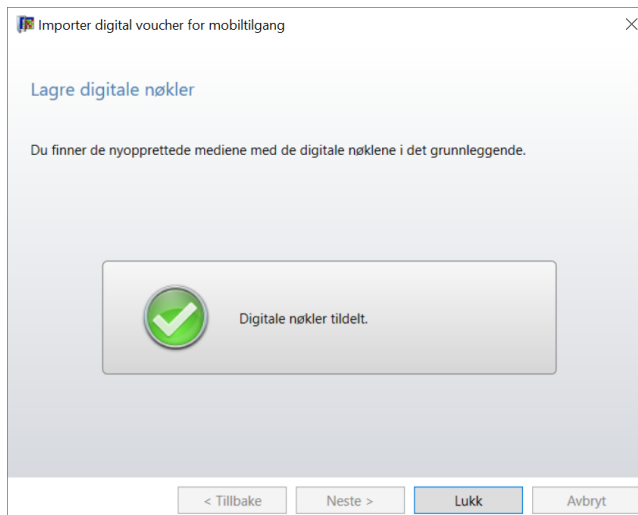 Importer digital voucher for mobiltilgang
Lagre digitale nøkler
Du finner de nyopprettede mediene med de digitale nøklene i det grunnleggende.
Digitale nøkler tildelt.
< Tillbake
Neste >
Lukk
Avbryt